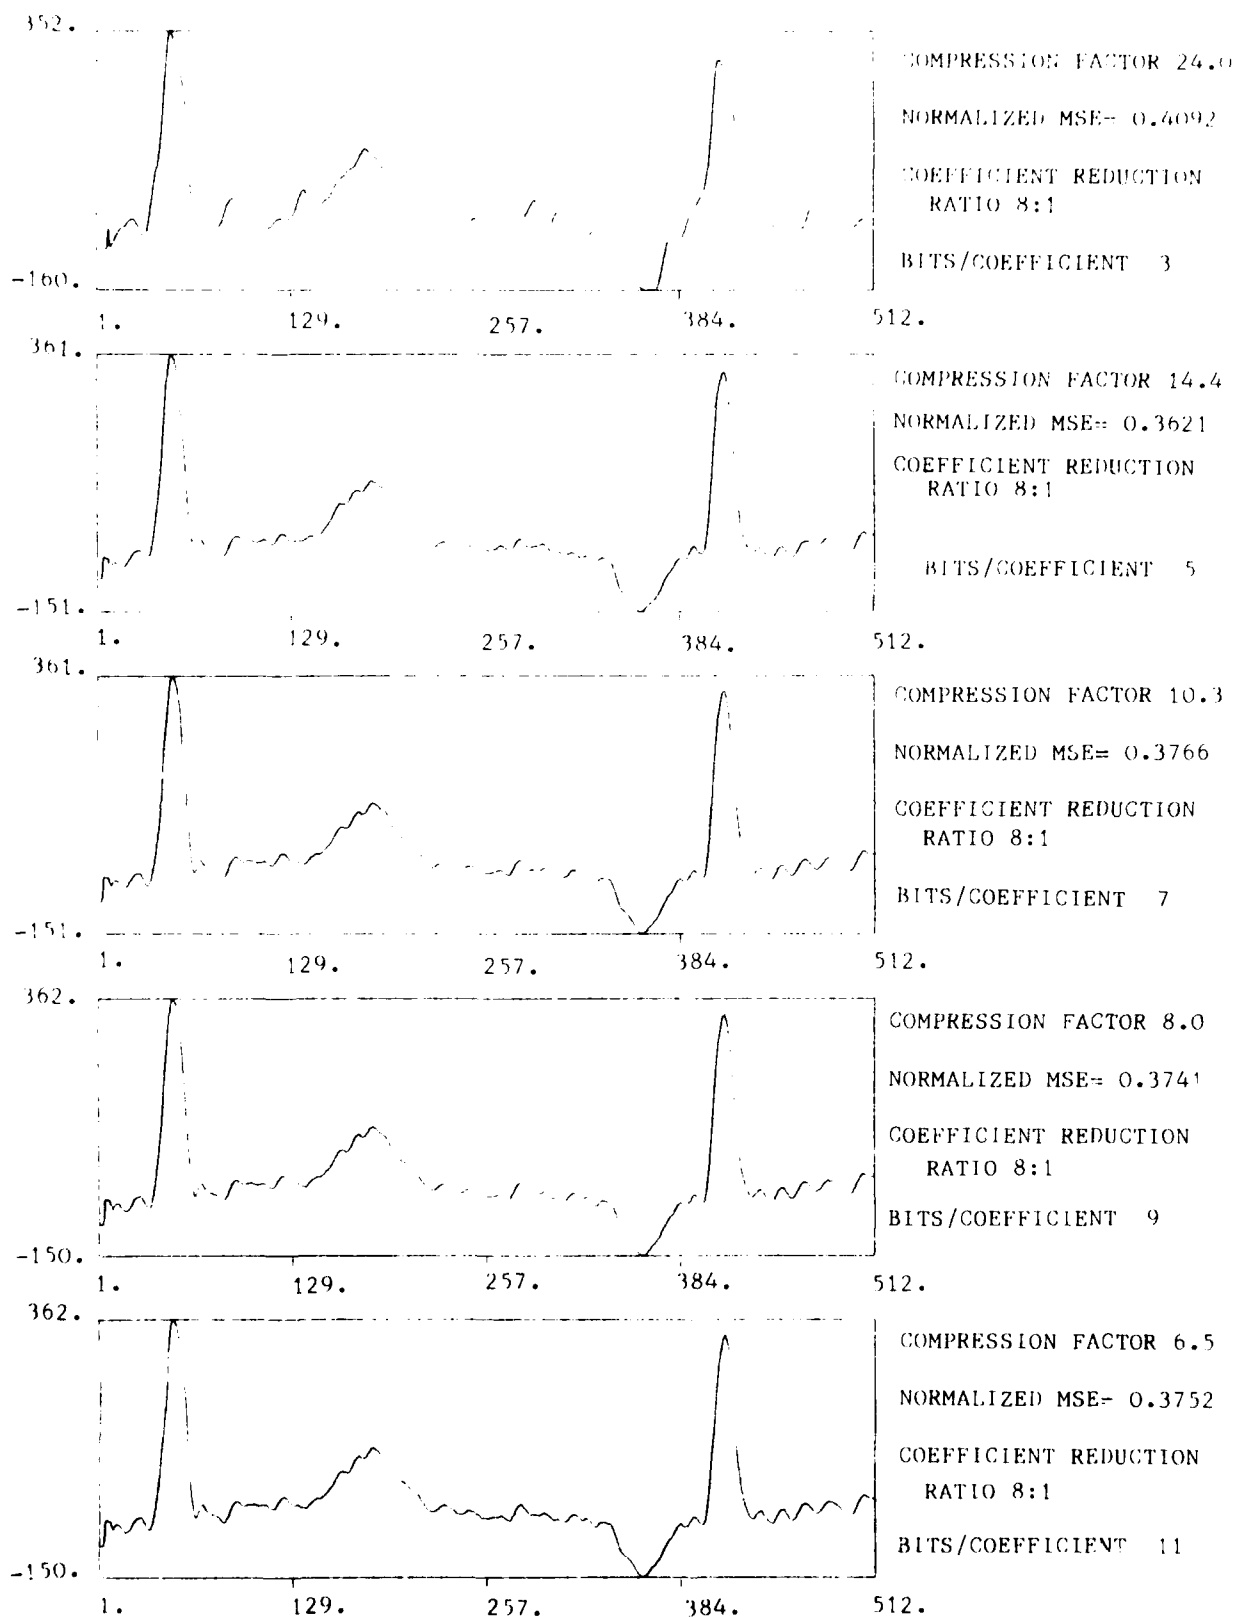 352.
COMPRESSION FACTOR 24.0
NORMALIZED MSE= 0.4092
COEFFICIENT REDUCTION
RATIO 8:1
BITS/COEFFICIENT 3
-160.
1. 129. 257. 384. 512.
361.
COMPRESSION FACTOR 14.4
NORMALIZED MSE= 0.3621
COEFFICIENT REDUCTION
RATIO 8:1
BITS/COEFFICIENT 5
-151.
1. 129. 257. 384. 512.
361.
COMPRESSION FACTOR 10.3
NORMALIZED MSE= 0.3766
COEFFICIENT REDUCTION
RATIO 8:1
BITS/COEFFICIENT 7
-151.
1. 129. 257. 384. 512.
362.
COMPRESSION FACTOR 8.0
NORMALIZED MSE= 0.3741
COEFFICIENT REDUCTION
RATIO 8:1
BITS/COEFFICIENT 9
-150.
1. 129. 257. 384. 512.
362.
COMPRESSION FACTOR 6.5
NORMALIZED MSE= 0.3752
COEFFICIENT REDUCTION
RATIO 8:1
BITS/COEFFICIENT 11
-150.
1. 129. 257. 384. 512.